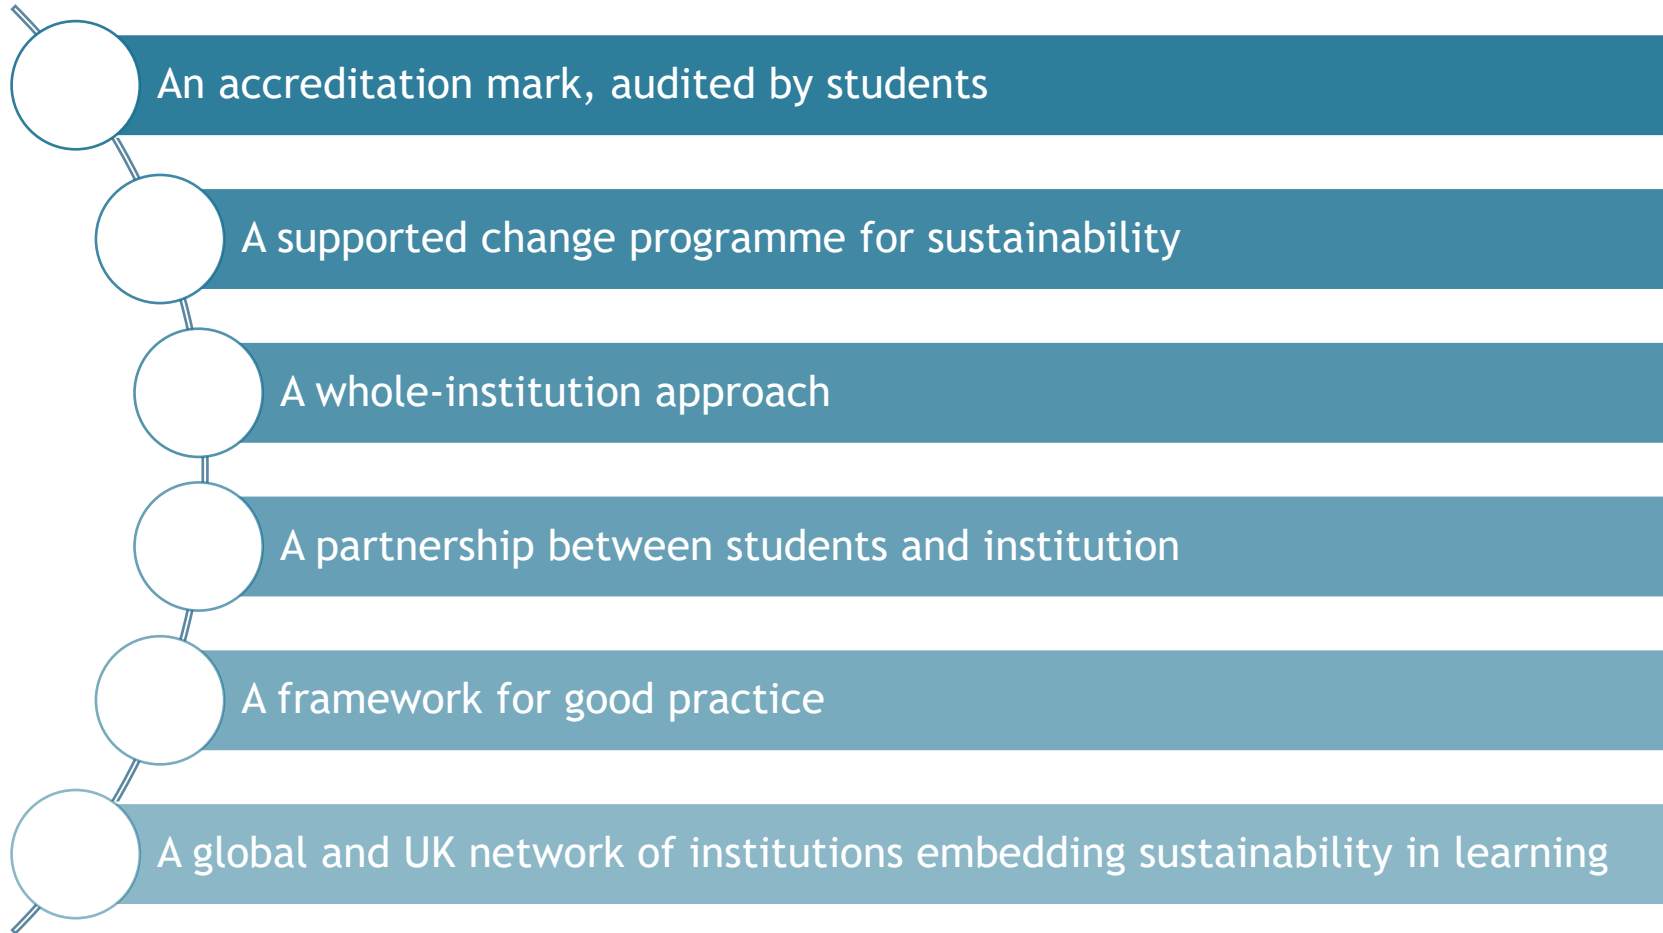 An accreditation mark, audited by students
A supported change programme for sustainability
A whole-institution approach
A partnership between students and institution
A framework for good practice
A global and UK network of institutions embedding sustainability in learning